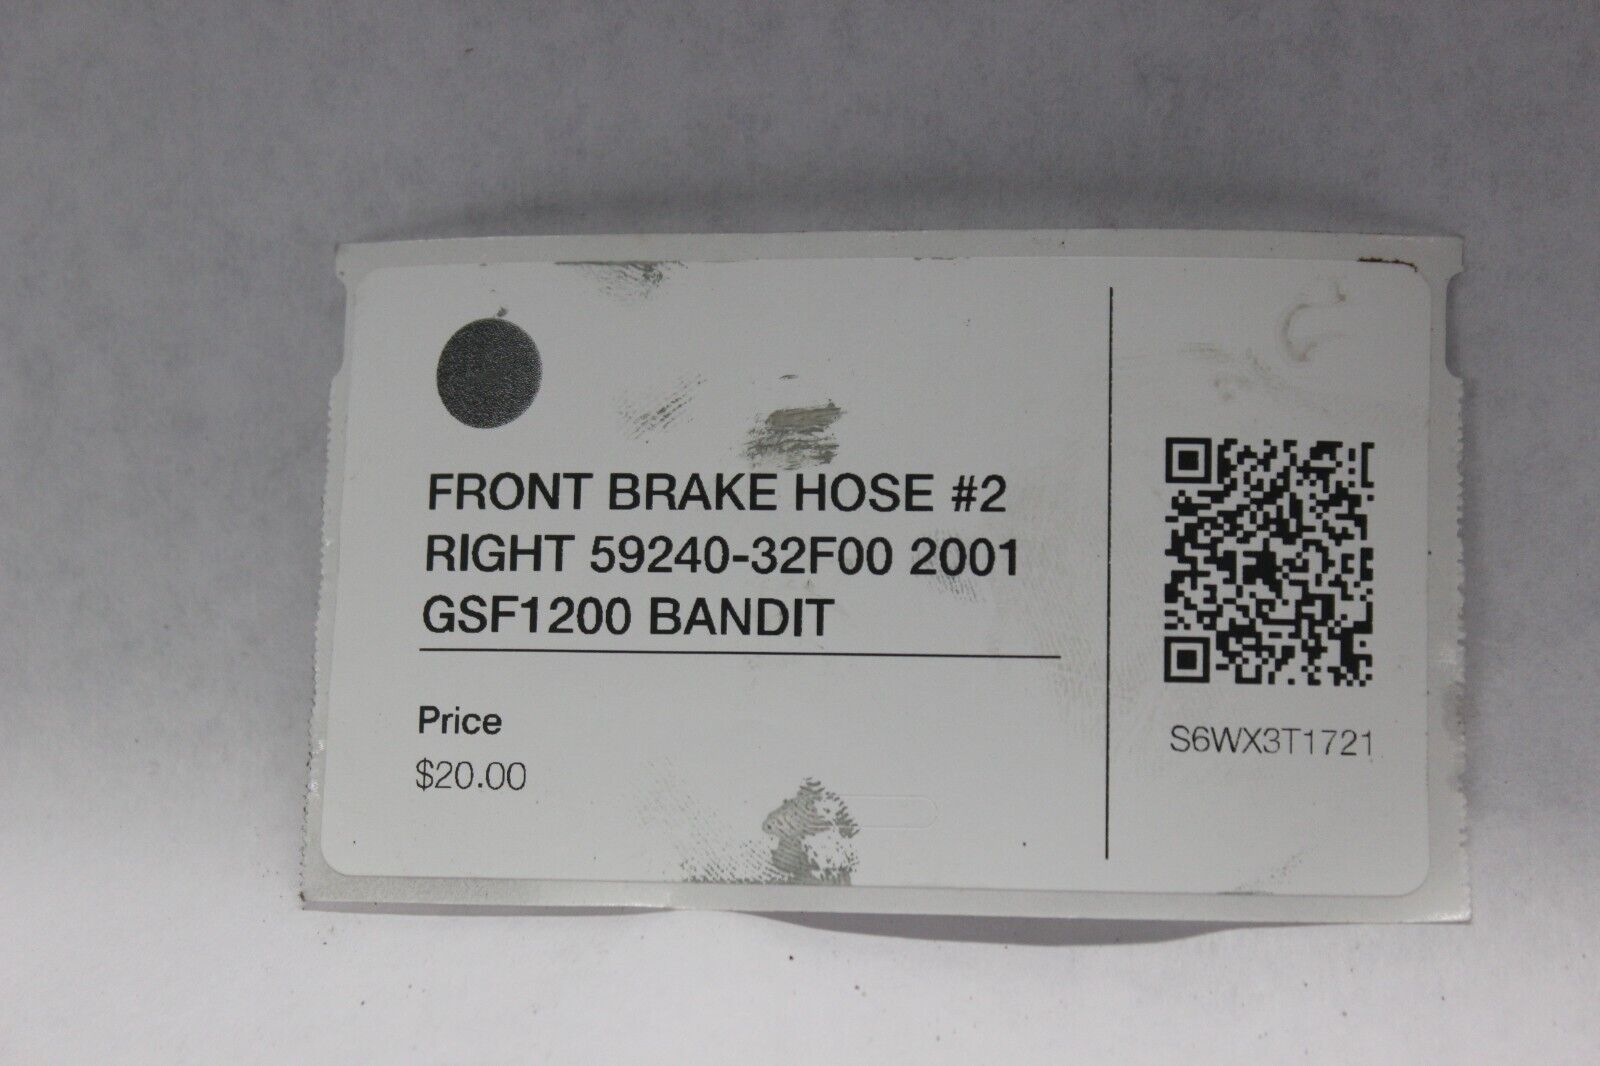 FRONT BRAKE HOSE #2
RIGHT 59240-32F00 2001
GSF1200 BANDIT
Price
$20.00
S6WX3T1721